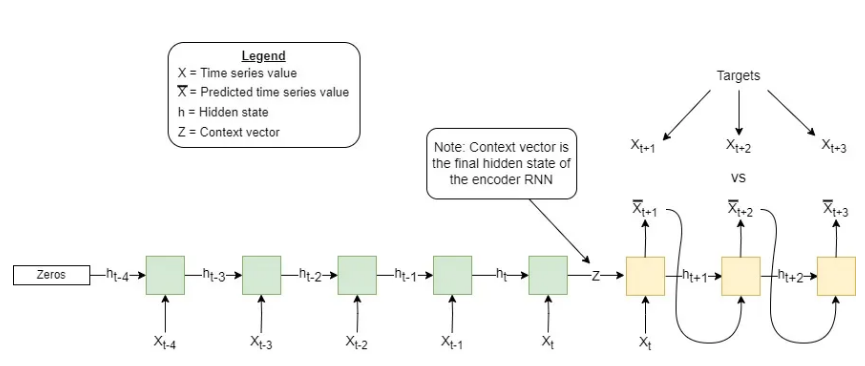 Legend
X = Time series value
X̅ = Predicted time series value
h = Hidden state
Z = Context vector
Targets
Note: Context vector is
the final hidden state of
the encoder RNN
Xt+1 Xt+2 Xt+3
vs
X̅t+1 X̅t+2 X̅t+3
Zeros ht-4 ht-3 ht-2 ht-1 ht Z ht+1 ht+2
Xt-4 Xt-3 Xt-2 Xt-1 Xt Xt